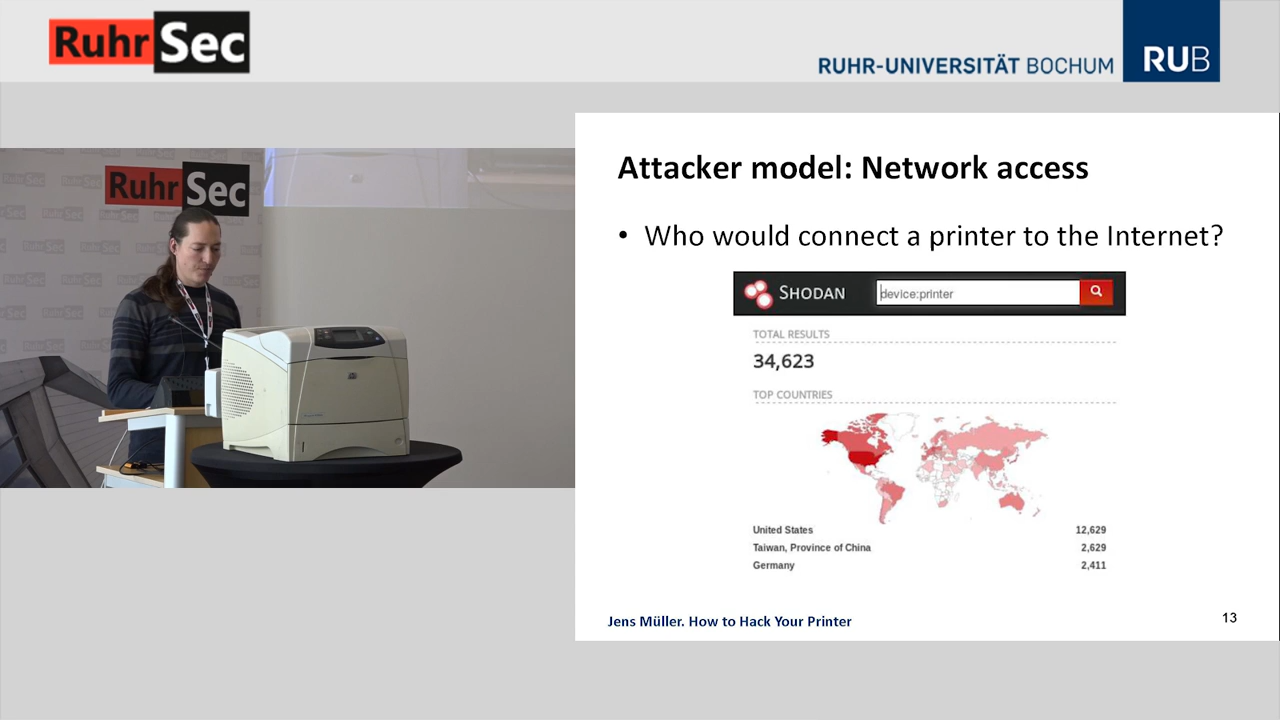 RuhrSec
RUHR-UNIVERSITÄT BOCHUM
RUB
RuhrSec
Attacker model: Network access
• Who would connect a printer to the Internet?
SHODAN
device:printer
TOTAL RESULTS
34,623
TOP COUNTRIES
United States 12,629
Taiwan, Province of China 2,629
Germany 2,411
Jens Müller. How to Hack Your Printer
13